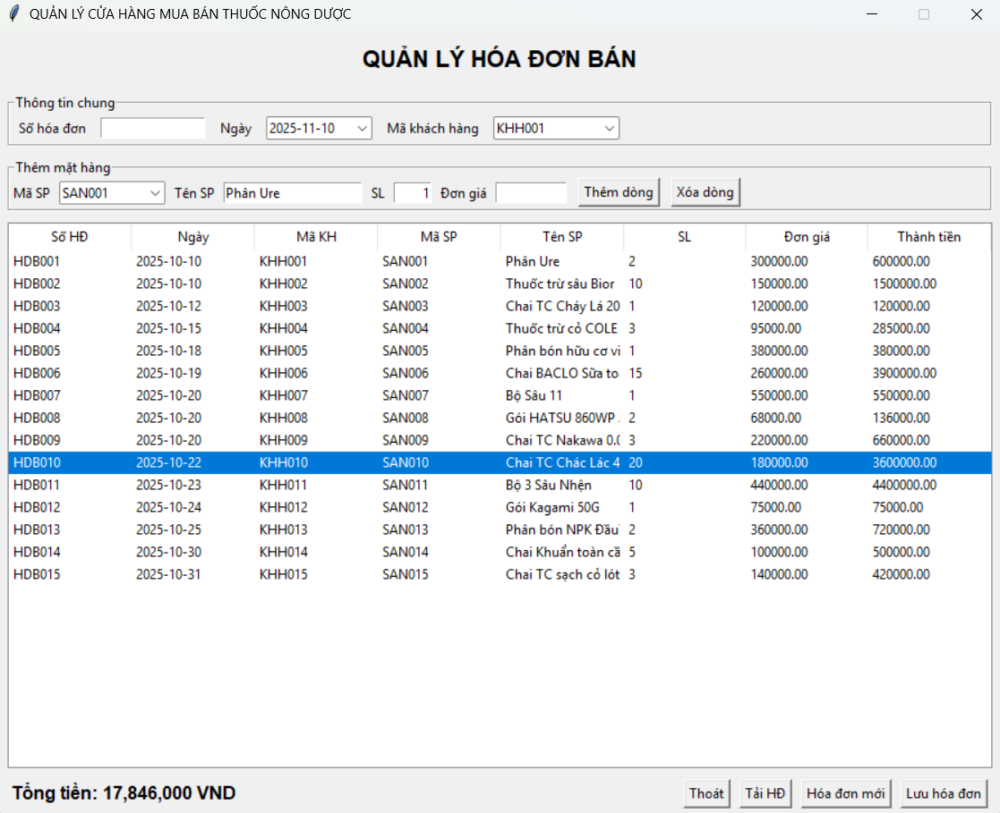 QUẢN LÝ CỬA HÀNG MUA BÁN THUỐC NÔNG DƯỢC
QUẢN LÝ HÓA ĐƠN BÁN
Thông tin chung
Số hóa đơn Ngày 2025-11-10 Mã khách hàng KHH001
Thêm mặt hàng
Mã SP SAN001 Tên SP Phân Ure SL 1 Đơn giá Thêm dòng Xóa dòng
Số HĐ Ngày Mã KH Mã SP Tên SP SL Đơn giá Thành tiền
HDB001 2025-10-10 KHH001 SAN001 Phân Ure 2 300000.00 600000.00
HDB002 2025-10-10 KHH002 SAN002 Thuốc trừ sâu Bior 10 150000.00 1500000.00
HDB003 2025-10-12 KHH003 SAN003 Chai TC Cháy Lá 20 1 120000.00 120000.00
HDB004 2025-10-15 KHH004 SAN004 Thuốc trừ cỏ COLE 3 95000.00 285000.00
HDB005 2025-10-18 KHH005 SAN005 Phân bón hữu cơ vi 1 380000.00 380000.00
HDB006 2025-10-19 KHH006 SAN006 Chai BACLO Sữa to 15 260000.00 3900000.00
HDB007 2025-10-20 KHH007 SAN007 Bộ Sâu 11 1 550000.00 550000.00
HDB008 2025-10-20 KHH008 SAN008 Gói HATSU 860WP 2 68000.00 136000.00
HDB009 2025-10-20 KHH009 SAN009 Chai TC Nakawa 0.0 3 220000.00 660000.00
HDB010 2025-10-22 KHH010 SAN010 Chai TC Chác Lác 4 20 180000.00 3600000.00
HDB011 2025-10-23 KHH011 SAN011 Bộ 3 Sâu Nhện 10 440000.00 4400000.00
HDB012 2025-10-24 KHH012 SAN012 Gói Kagami 50G 1 75000.00 75000.00
HDB013 2025-10-25 KHH013 SAN013 Phân bón NPK Đầu 2 360000.00 720000.00
HDB014 2025-10-30 KHH014 SAN014 Chai Khuẩn toàn cầ 5 100000.00 500000.00
HDB015 2025-10-31 KHH015 SAN015 Chai TC sạch cỏ lót 3 140000.00 420000.00
Tổng tiền: 17,846,000 VND Thoát Tải HĐ Hóa đơn mới Lưu hóa đơn